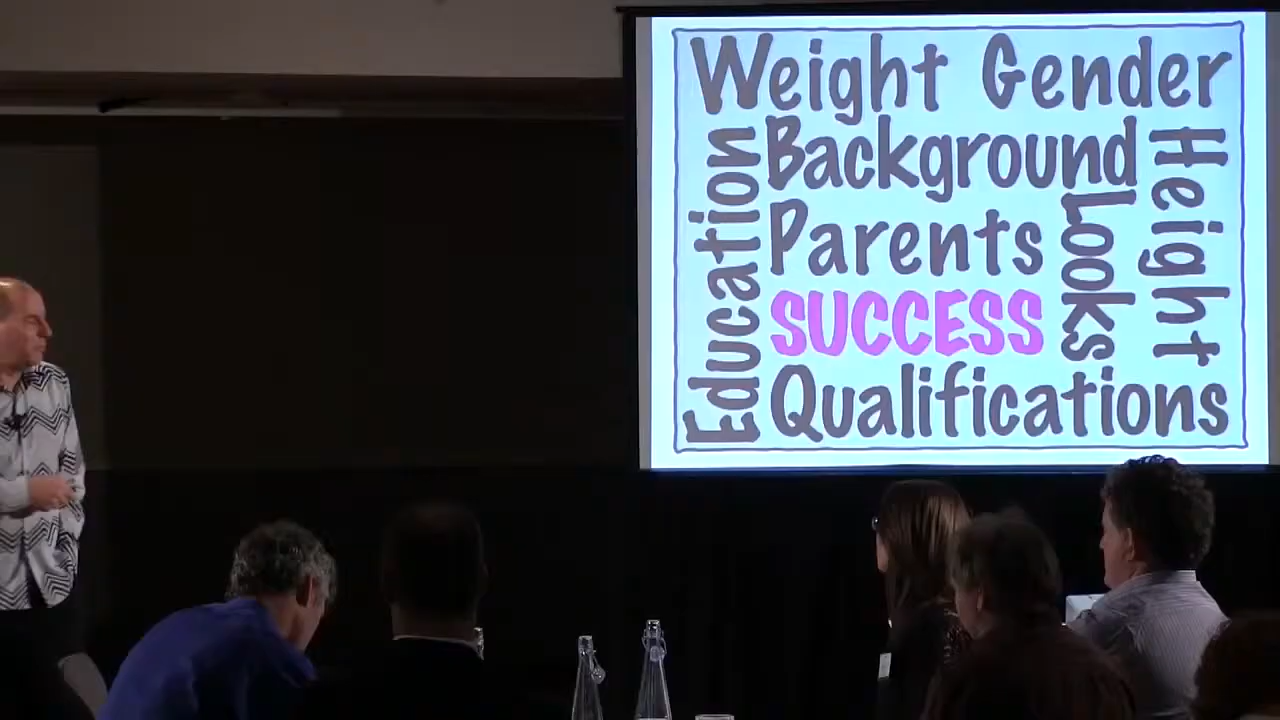 Weight Gender
Education
Background
Height
Looks
Parents
SUCCESS
Qualifications